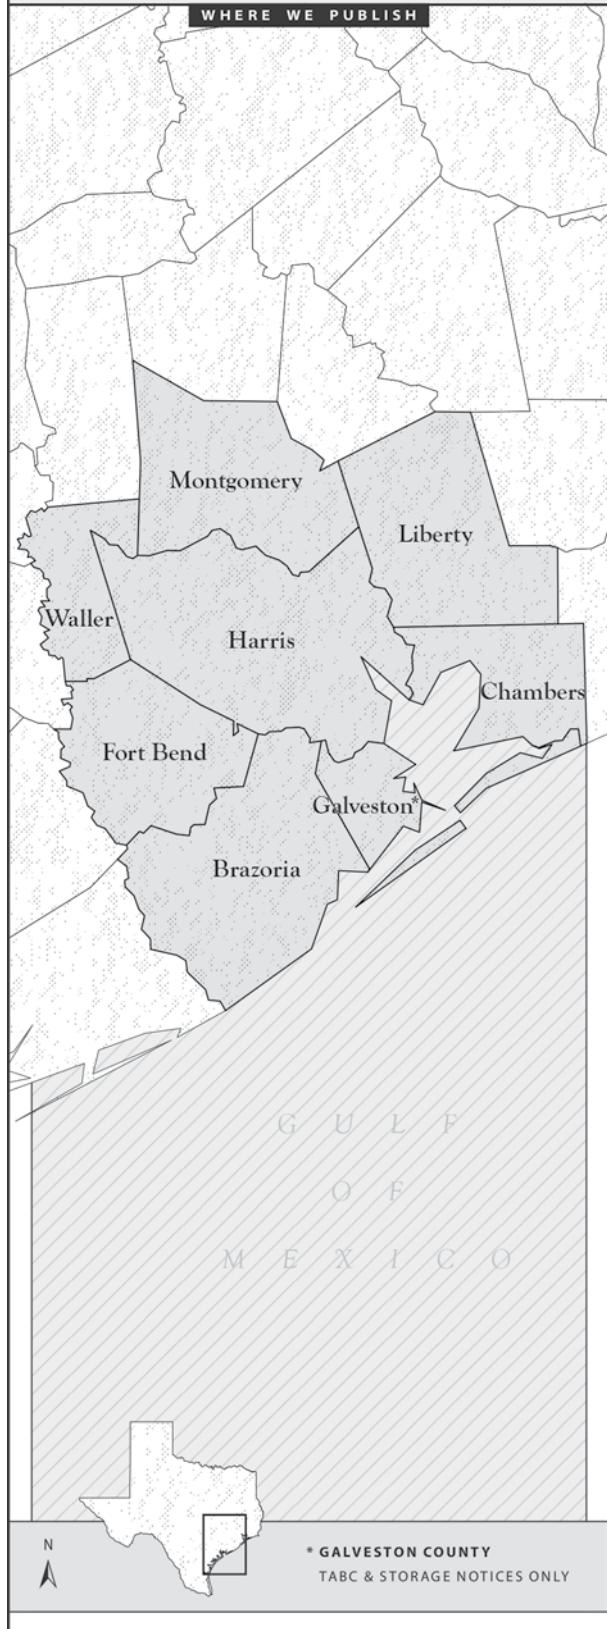 WHERE WE PUBLISH
Montgomery
Liberty
Waller
Harris
Chambers
Fort Bend
Galveston*
Brazoria
GULF
OF
MEXICO
N
* GALVESTON COUNTY
TABC & STORAGE NOTICES ONLY